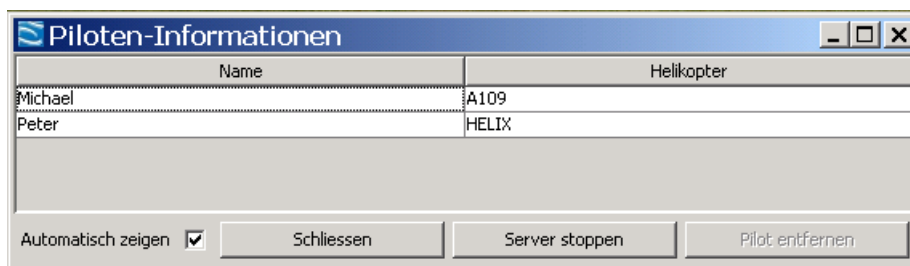 Piloten-Informationen
Name Helikopter
Michael A109
Peter HELIX
Automatisch zeigen Schliessen Server stoppen Pilot entfernen